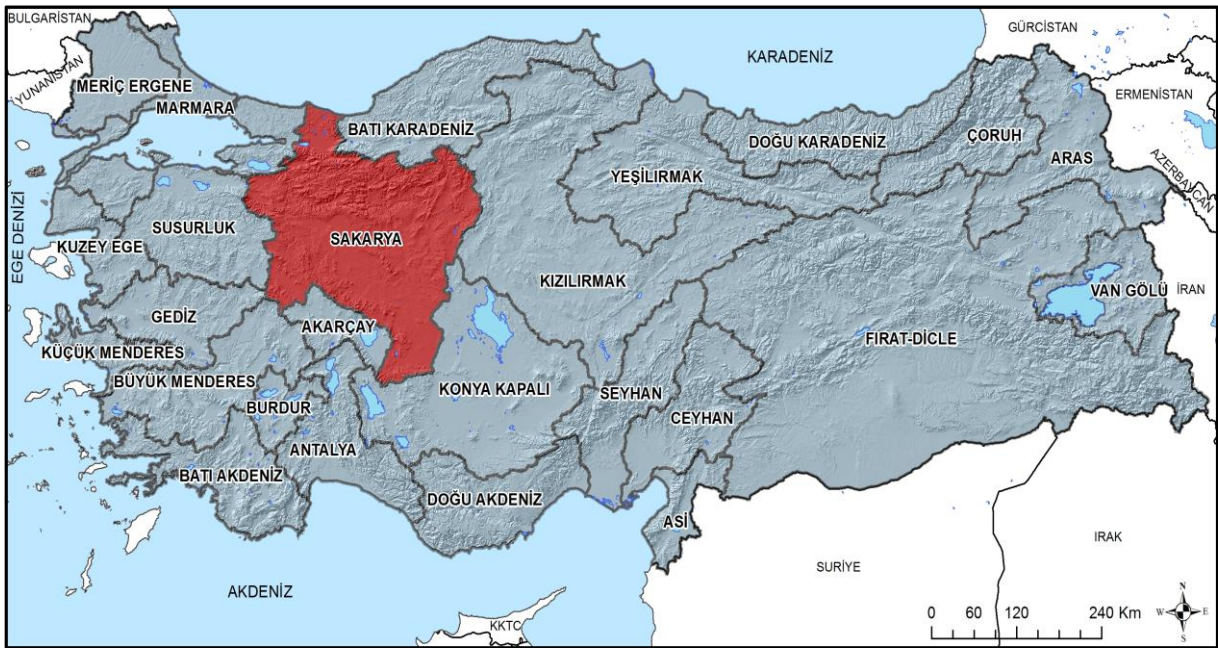 BULGARİSTAN
GÜRCİSTAN
KARADENİZ
YUNANİSTAN
MERİÇ ERGENE
ERMENİSTAN
MARMARA
BATI KARADENİZ
DOĞU KARADENİZ
ÇORUH
ARAS
AZERBAYCAN
YEŞİLIRMAK
EGE DENİZİ
SUSURLUK
SAKARYA
KUZEY EGE
KIZILIRMAK
VAN GÖLÜ
İRAN
GEDİZ
AKARÇAY
FIRAT-DİCLE
KÜÇÜK MENDERES
BÜYÜK MENDERES
KONYA KAPALI
SEYHAN
BURDUR
CEYHAN
ANTALYA
BATI AKDENİZ
DOĞU AKDENİZ
ASİ
IRAK
SURİYE
AKDENİZ
KKTC
N
W E
S
0 60 120 240 Km